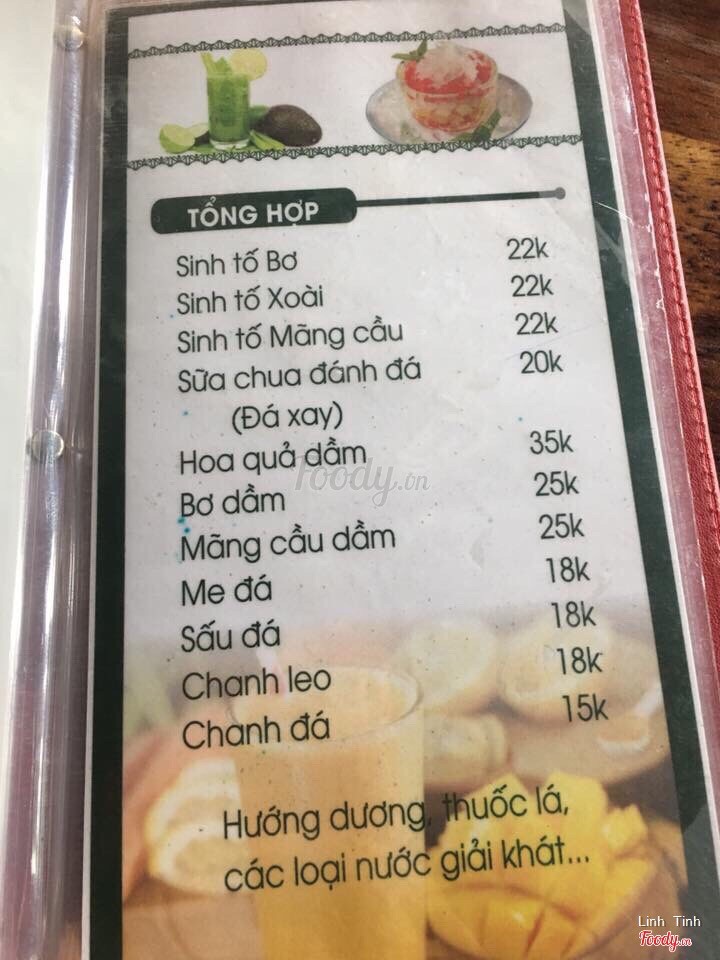 TỔNG HỢP
Sinh tố Bơ 22k
Sinh tố Xoài 22k
Sinh tố Mãng cầu 22k
Sữa chua đánh đá 20k
(Đá xay)
Hoa quả dầm 35k
Foody.vn
Bơ dầm 25k
Mãng cầu dầm 25k
Me đá 18k
Sấu đá 18k
Chanh leo 18k
Chanh đá 15k
Hướng dương, thuốc lá,
các loại nước giải khát...
Linh Tinh
Foody.vn